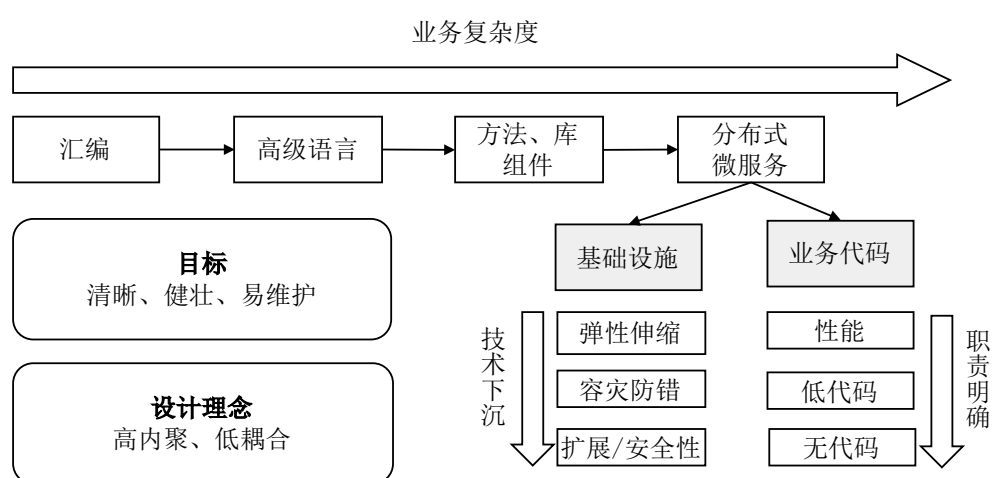 业务复杂度
汇编
高级语言
方法、库
组件
分布式
微服务
目标
清晰、健壮、易维护
设计理念
高内聚、低耦合
基础设施
业务代码
技术下沉
弹性伸缩
容灾防错
扩展/安全性
性能
低代码
无代码
职责明确